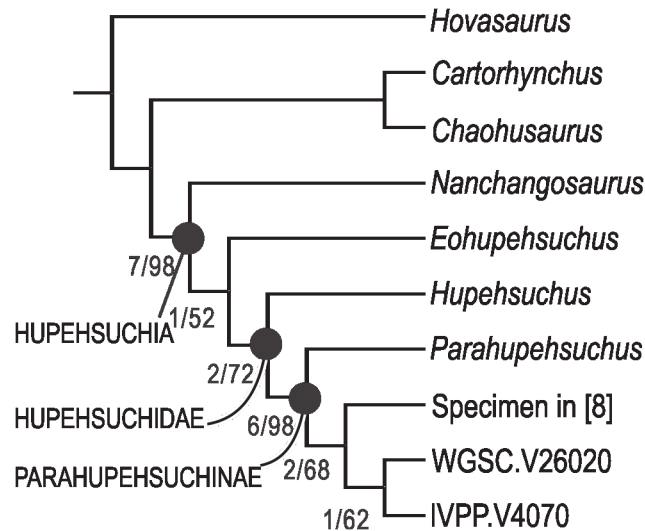 Hovasaurus
Cartorhynchus
Chaohusaurus
Nanchangosaurus
7/98
Eohupehsuchus
HUPEHSUCHIA
1/52
Hupehsuchus
2/72
Parahupehsuchus
HUPEHSUCHIDAE
6/98
Specimen in [8]
PARAHUPEHSUCHINAE
2/68
WGSC.V26020
1/62
IVPP.V4070